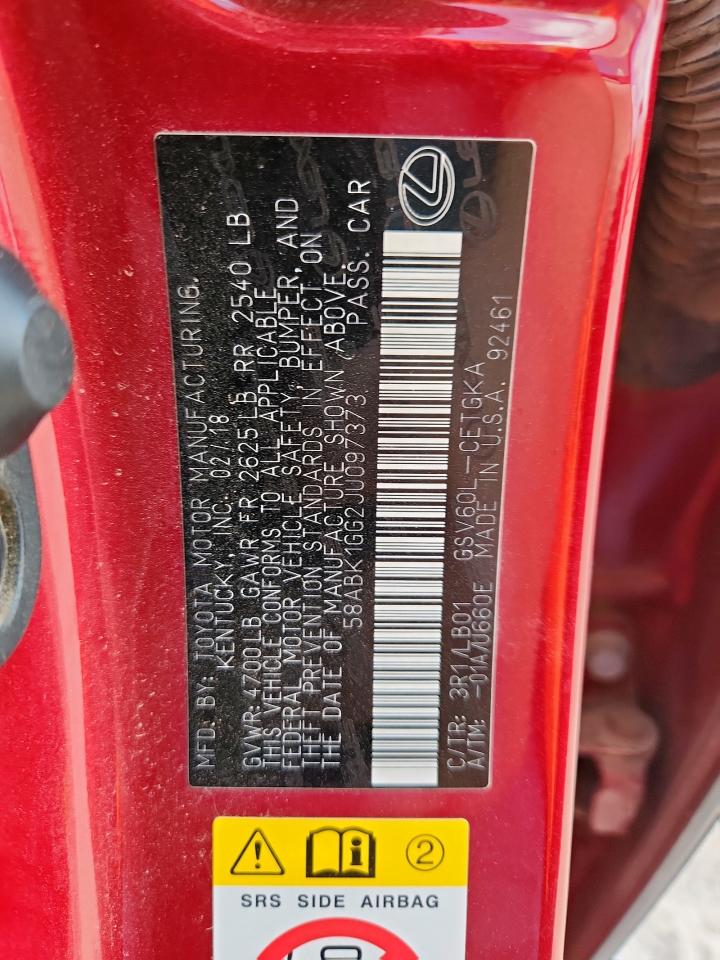 MFD. BY: TOYOTA MOTOR MANUFACTURING.
KENTUCKY, INC. 02/18
GVWR: 4700LB GAWR FR 2625 LB RR 2540 LB
THIS VEHICLE CONFORMS TO ALL APPLICABLE
FEDERAL MOTOR VEHICLE SAFETY, BUMPER, AND
THEFT PREVENTION STANDARDS IN EFFECT ON
THE DATE OF MANUFACTURE SHOWN ABOVE.
58ABK1GG2JU097373 PASS. CAR
C/TR: 3R1/LB01 GSV60L-CETGKA
A/TM: -01A/U660E MADE IN U.S.A. 92461
2
SRS SIDE AIRBAG